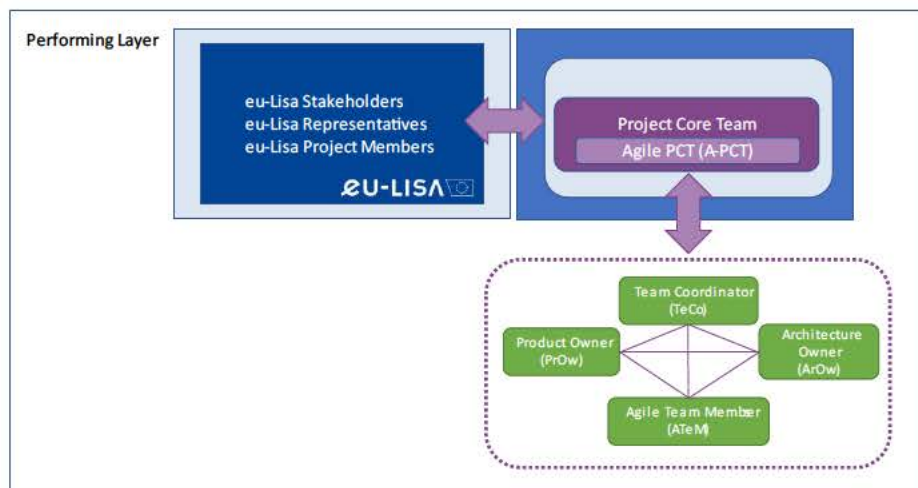 Performing Layer
eu-Lisa Stakeholders
eu-Lisa Representatives
eu-Lisa Project Members
eu-LISA
Project Core Team
Agile PCT (A-PCT)
Team Coordinator
(TeCo)
Product Owner
(PrOw)
Architecture
Owner
(ArOw)
Agile Team Member
(ATeM)